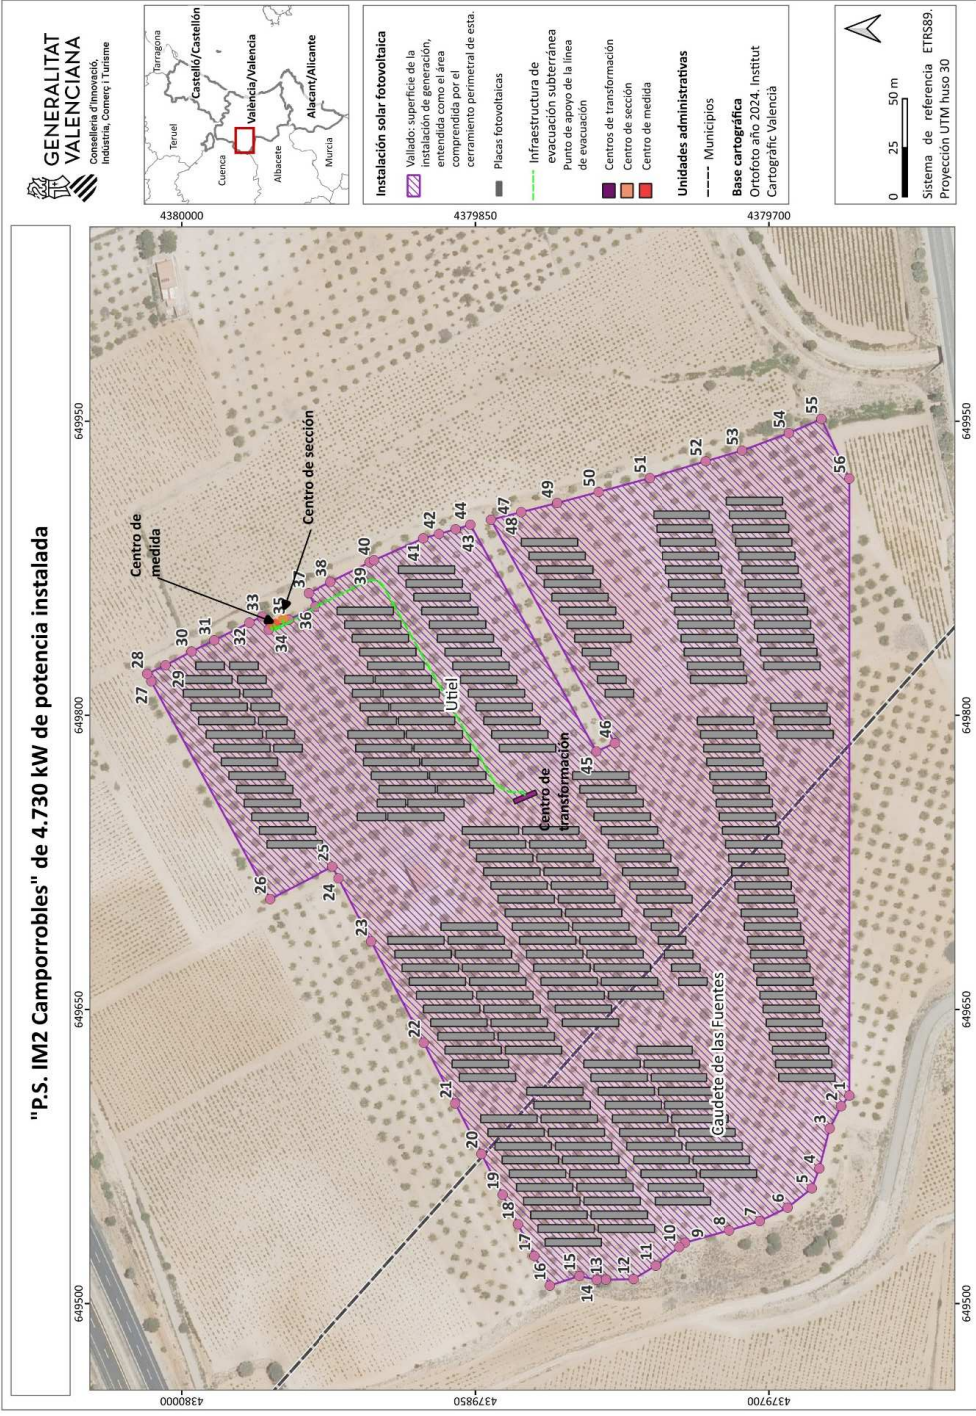 "P.S. IM2 Camporrobles" de 4.730 kW de potencia instalada
GENERALITAT
VALENCIANA
Conselleria d'Innovació,
Indústria, Comerç i Turisme
Tarragona
Teruel
Castelló/Castellón
Cuenca
València/Valencia
Albacete
Alacant/Alicante
Murcia
Instalación solar fotovoltaica
Vallado: superficie de la
instalación de generación,
entendida como el área
comprendida por el
cerramiento perimetral de esta.
Placas fotovoltaicas
Infraestructura de
evacuación subterránea
Punto de apoyo de la línea
de evacuación
Centros de transformación
Centro de sección
Centro de medida
Unidades administrativas
Municipios
Base cartográfica
Ortofoto año 2024. Institut
Cartogràfic Valencià
0 25 50 m
Sistema de referencia ETRS89.
Proyección UTM huso 30
649500
649650
649800
649950
4380000
4379850
4379700
4380000
4379850
4379700
649500
649650
649800
649950
Centro de
medida
Centro de sección
Centro de
transformación
Utiel
Caudete de las Fuentes
1
2
3
4
5
6
7
8
9
10
11
12
13
14
15
16
17
18
19
20
21
22
23
24
25
26
27
28
29
30
31
32
33
34
35
36
37
38
39
40
41
42
43
44
45
46
47
48
49
50
51
52
53
54
55
56